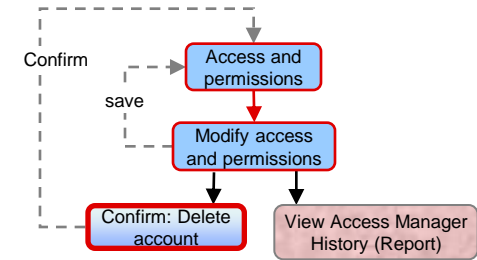 Confirm
Access and
permissions
save
Modify access
and permissions
Confirm: Delete
account
View Access Manager
History (Report)